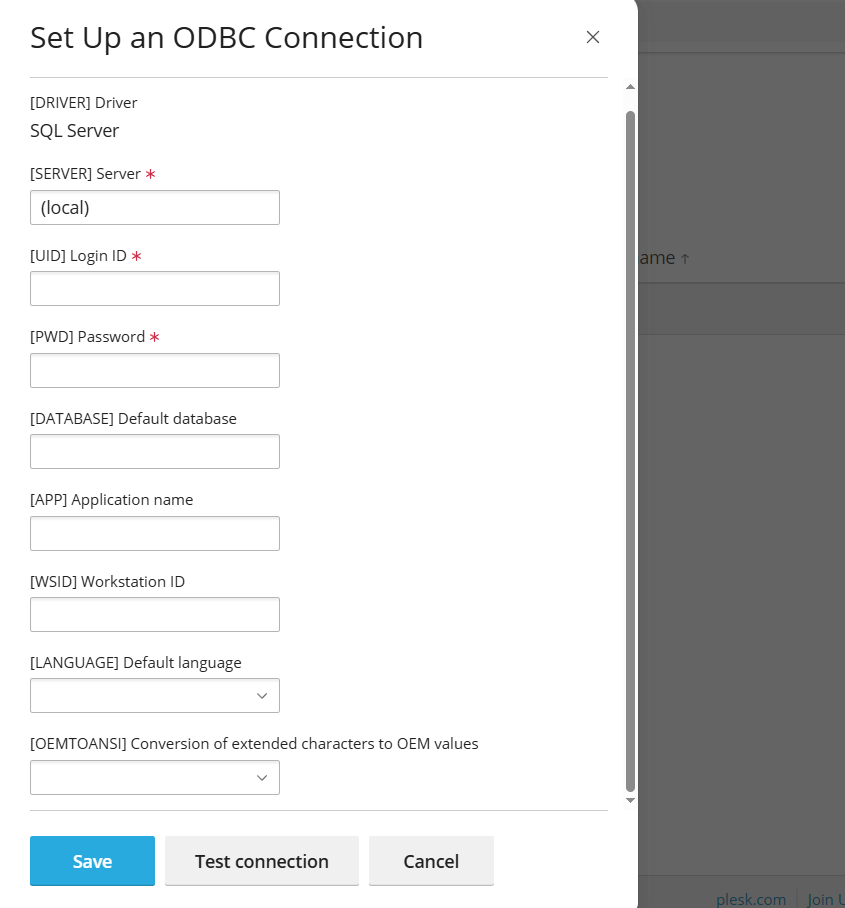 Set Up an ODBC Connection
[DRIVER] Driver
SQL Server
[SERVER] Server *
(local)
[UID] Login ID *
[PWD] Password *
[DATABASE] Default database
[APP] Application name
[WSID] Workstation ID
[LANGUAGE] Default language
[OEMTOANSI] Conversion of extended characters to OEM values
Save
Test connection
Cancel
ame ↑
plesk.com
Join U